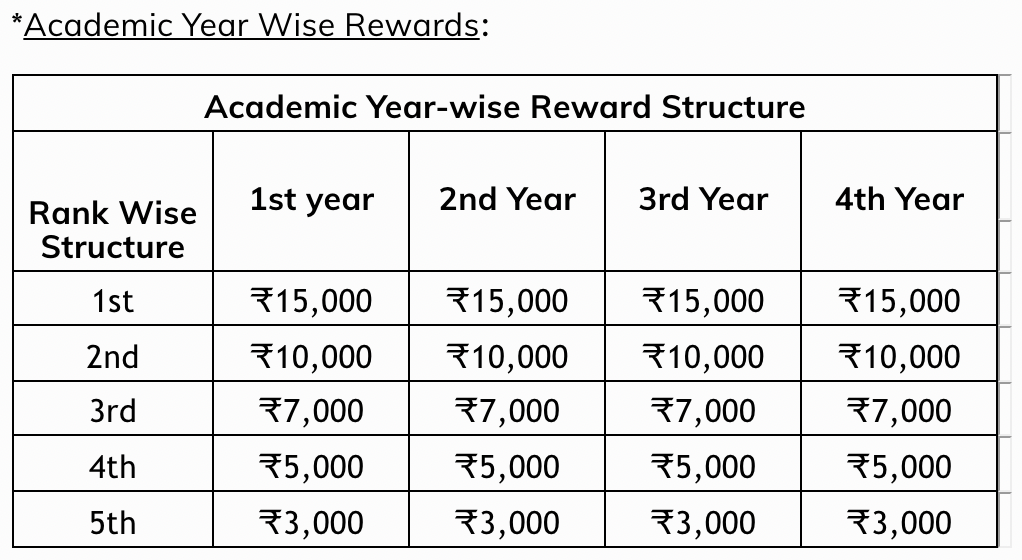 *Academic Year Wise Rewards:
Academic Year-wise Reward Structure
Rank Wise Structure 1st year 2nd Year 3rd Year 4th Year
1st ₹15,000 ₹15,000 ₹15,000 ₹15,000
2nd ₹10,000 ₹10,000 ₹10,000 ₹10,000
3rd ₹7,000 ₹7,000 ₹7,000 ₹7,000
4th ₹5,000 ₹5,000 ₹5,000 ₹5,000
5th ₹3,000 ₹3,000 ₹3,000 ₹3,000